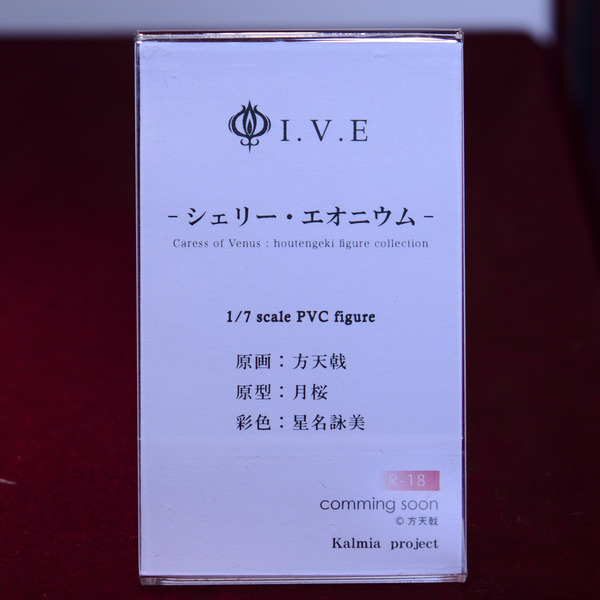 I.V.E
- シェリー・エオニウム -
Caress of Venus : houtengeki figure collection
1/7 scale PVC figure
原画：方天戟
原型：月桜
彩色：星名詠美
R-18
comming soon
© 方天戟
Kalmia project